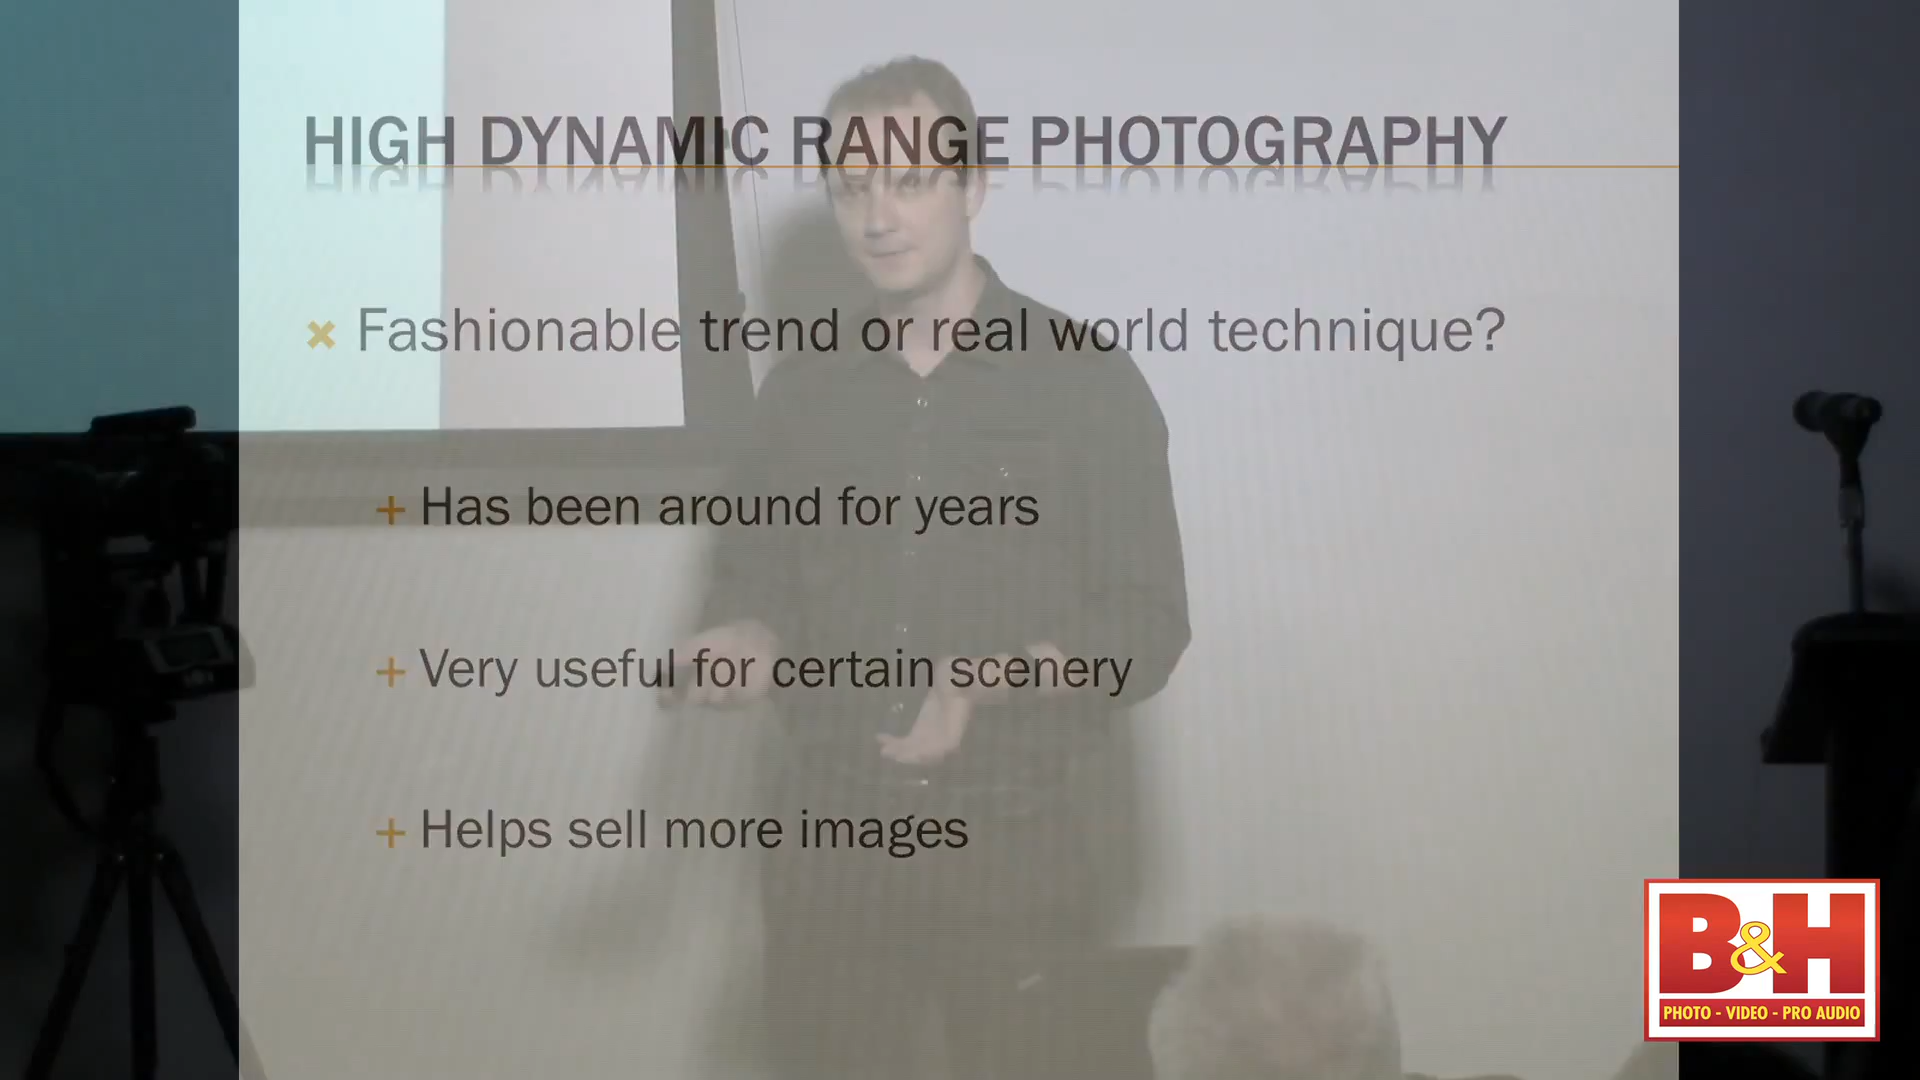 HIGH DYNAMIC RANGE PHOTOGRAPHY
Fashionable trend or real world technique?
+ Has been around for years
+ Very useful for certain scenery
+ Helps sell more images
B&H
PHOTO - VIDEO - PRO AUDIO